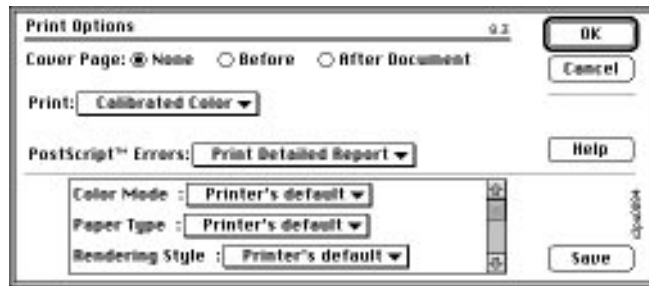 Print Options 8.2 OK
Cover Page: None Before After Document Cancel
Print: Calibrated Color
PostScript™ Errors: Print Detailed Report Help
Color Mode : Printer's default
Paper Type : Printer's default
Rendering Style : Printer's default Save